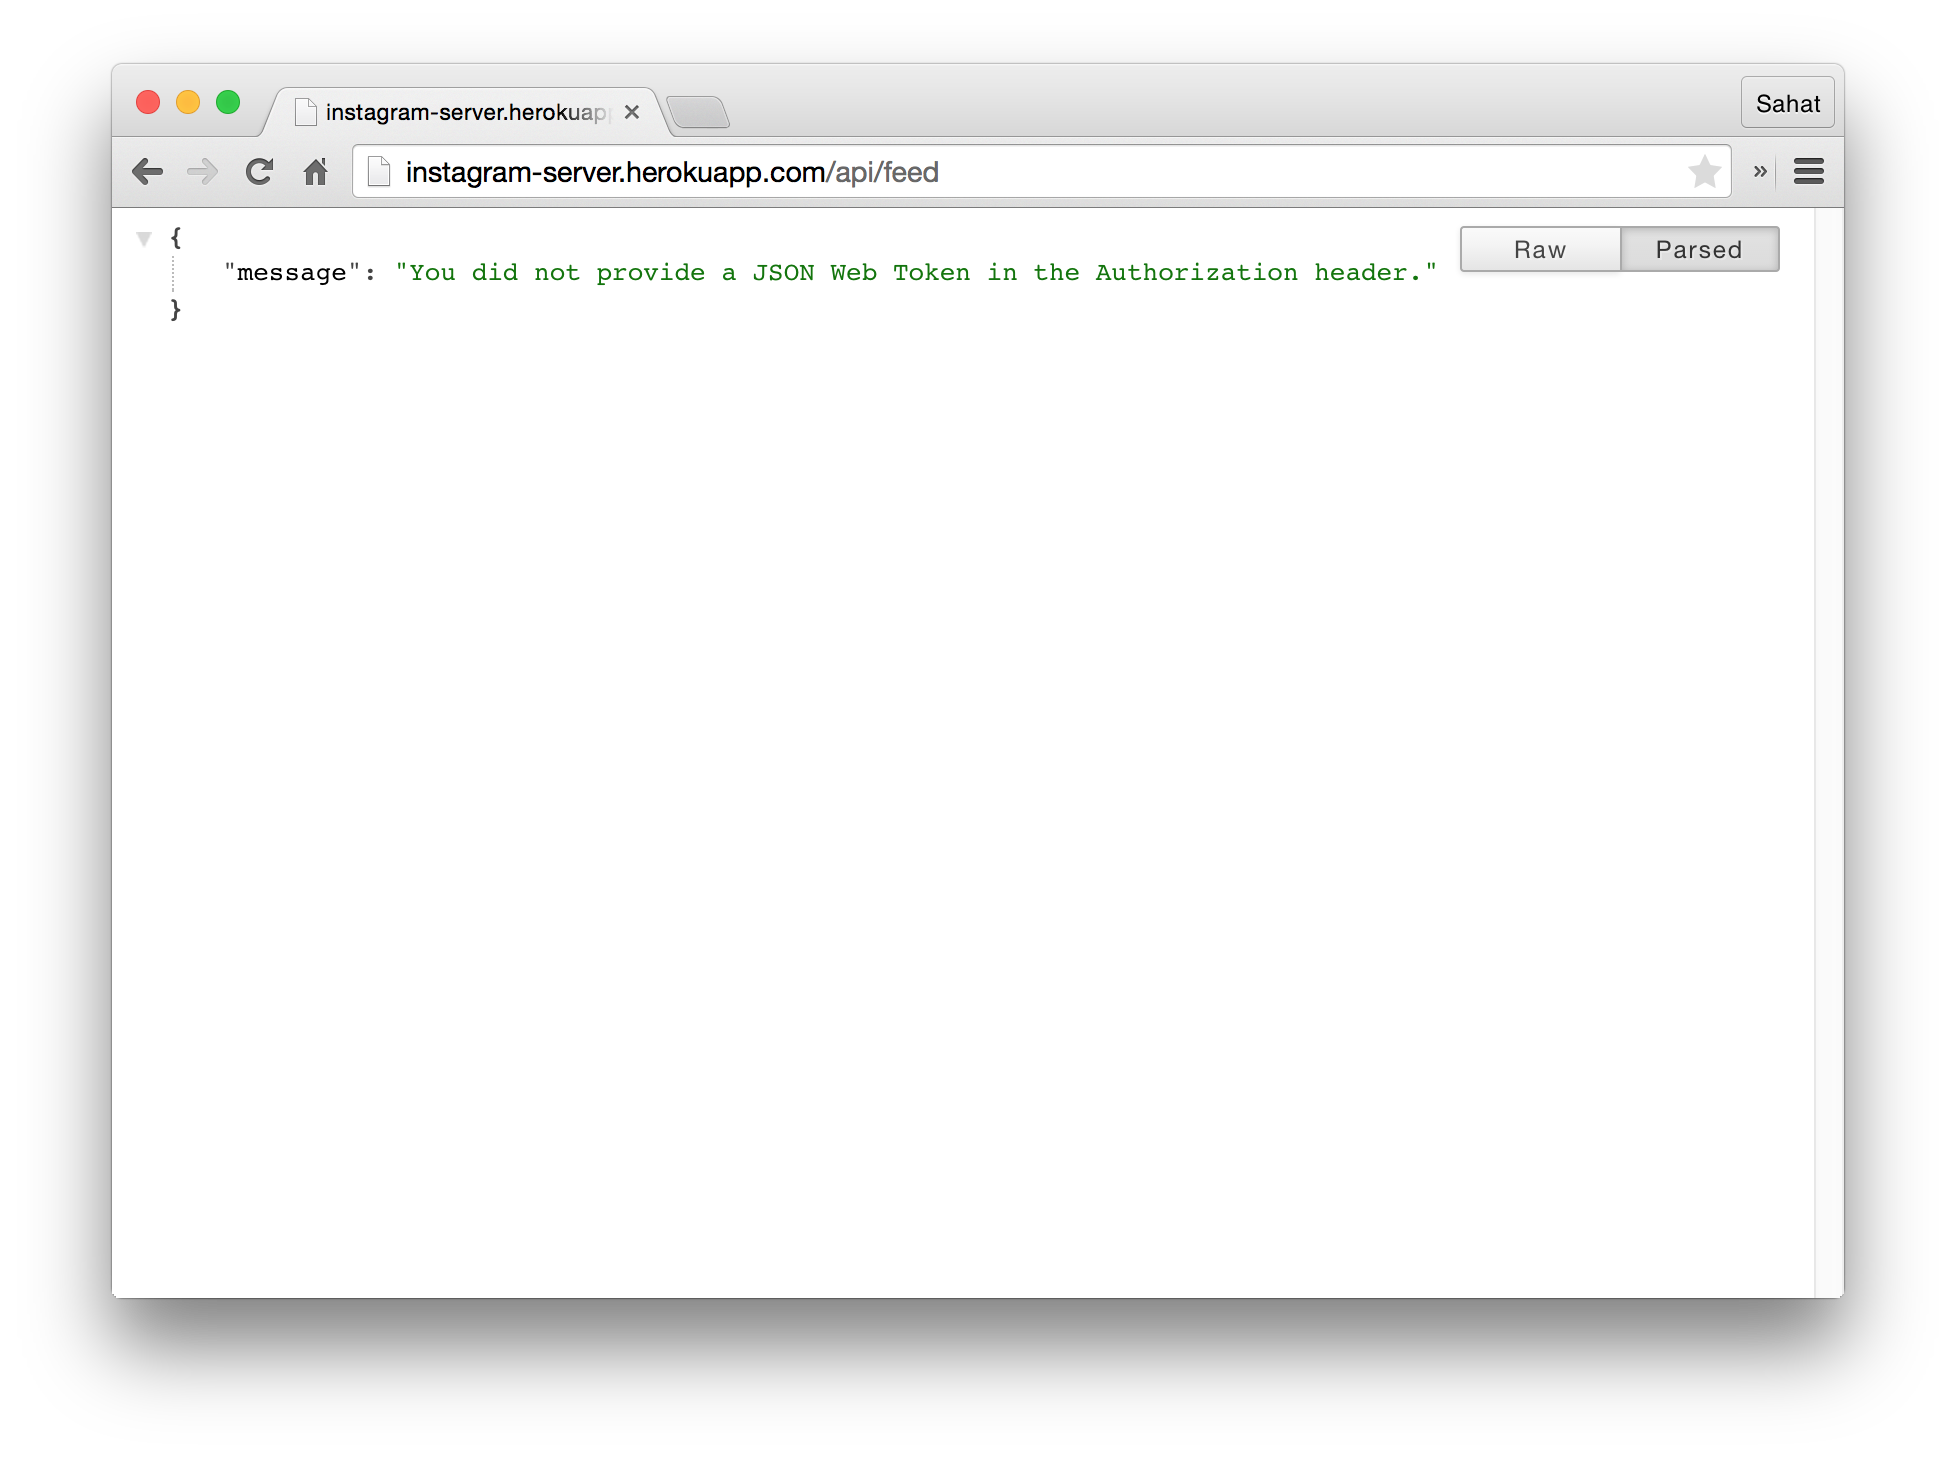 instagram-server.herokuapp
Sahat
instagram-server.herokuapp.com/api/feed
»
{
Raw
Parsed
"message": "You did not provide a JSON Web Token in the Authorization header."
}